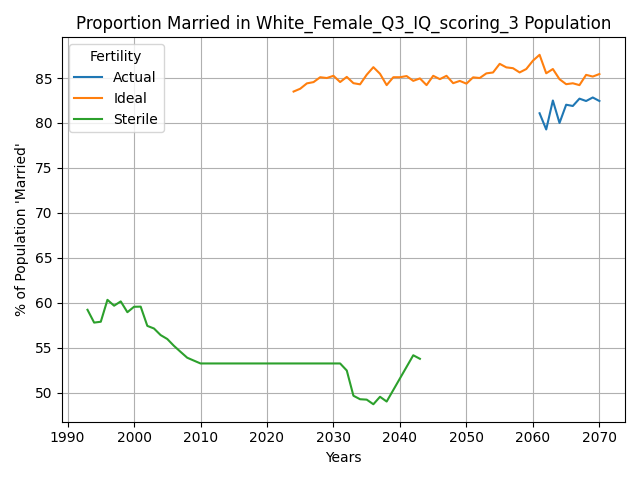 Proportion Married in White_Female_Q3_IQ_scoring_3 Population
% of Population 'Married'
Fertility
Actual
Ideal
Sterile
85
80
75
70
65
60
55
50
1990 2000 2010 2020 2030 2040 2050 2060 2070
Years